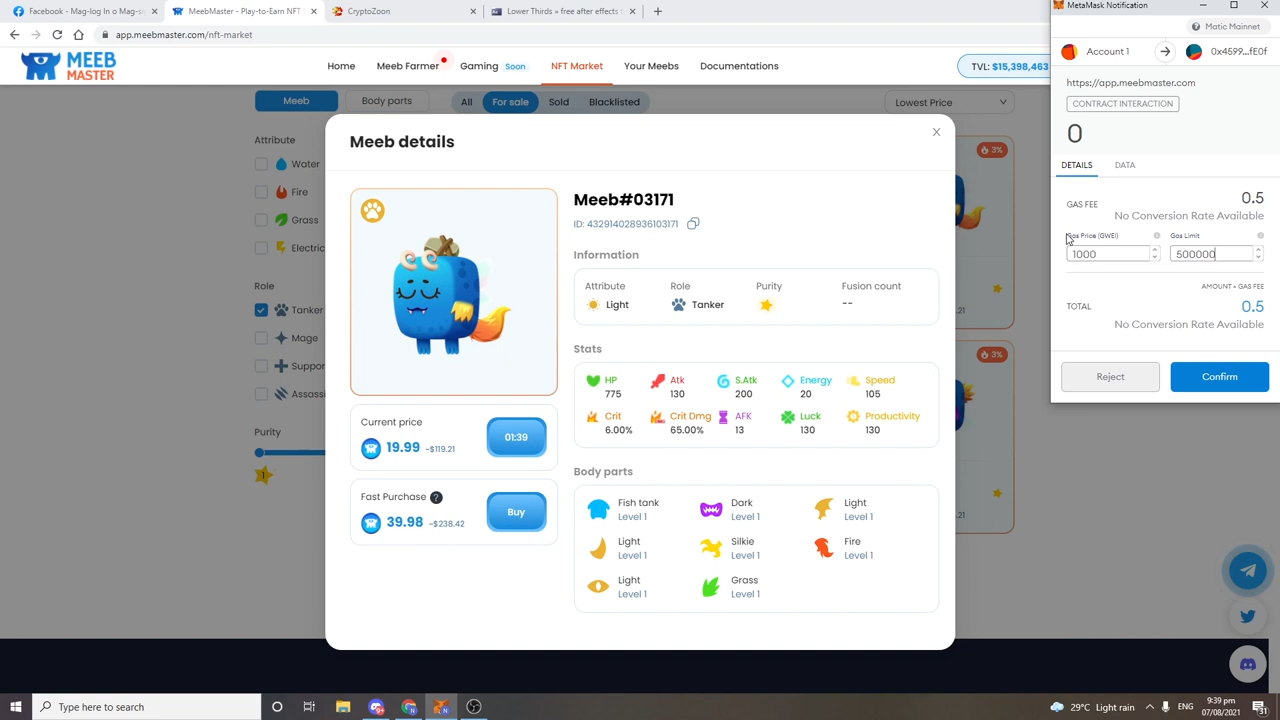 Facebook - Mag-log In o Mag-si
MeebMaster - Play-to-Earn NFT
CryptoZoon
Lower Thirds » free after effects t
app.meebmaster.com/nft-market
MEEB MASTER
Home
Meeb Farmer
Gaming Soon
NFT Market
Your Meebs
Documentations
TVL: $15,398,463
Meeb
Body parts
All
For sale
Sold
Blacklisted
Lowest Price
Attribute
Water
Fire
Grass
Electric
Role
Tanker
Mage
Suppor
Assassi
Purity
1
Meeb details
Current price
19.99 ~$119.21
01:39
Fast Purchase ?
39.98 ~$238.42
Buy
Meeb#03171
ID: 432914028936103171
Information
Attribute
Light
Role
Tanker
Purity
Fusion count
--
Stats
HP
775
Atk
130
S.Atk
200
Energy
20
Speed
105
Crit
6.00%
Crit Dmg
65.00%
AFK
13
Luck
130
Productivity
130
Body parts
Fish tank
Level 1
Dark
Level 1
Light
Level 1
Light
Level 1
Silkie
Level 1
Fire
Level 1
Light
Level 1
Grass
Level 1
3%
3%
MetaMask Notification
Matic Mainnet
Account 1
0x4599...fE0f
https://app.meebmaster.com
CONTRACT INTERACTION
0
DETAILS
DATA
GAS FEE
0.5
No Conversion Rate Available
Gas Price (GWEI)
1000
Gas Limit
500000
AMOUNT + GAS FEE
TOTAL
0.5
No Conversion Rate Available
Reject
Confirm
Type here to search
29°C Light rain
ENG
9:39 pm
07/08/2021